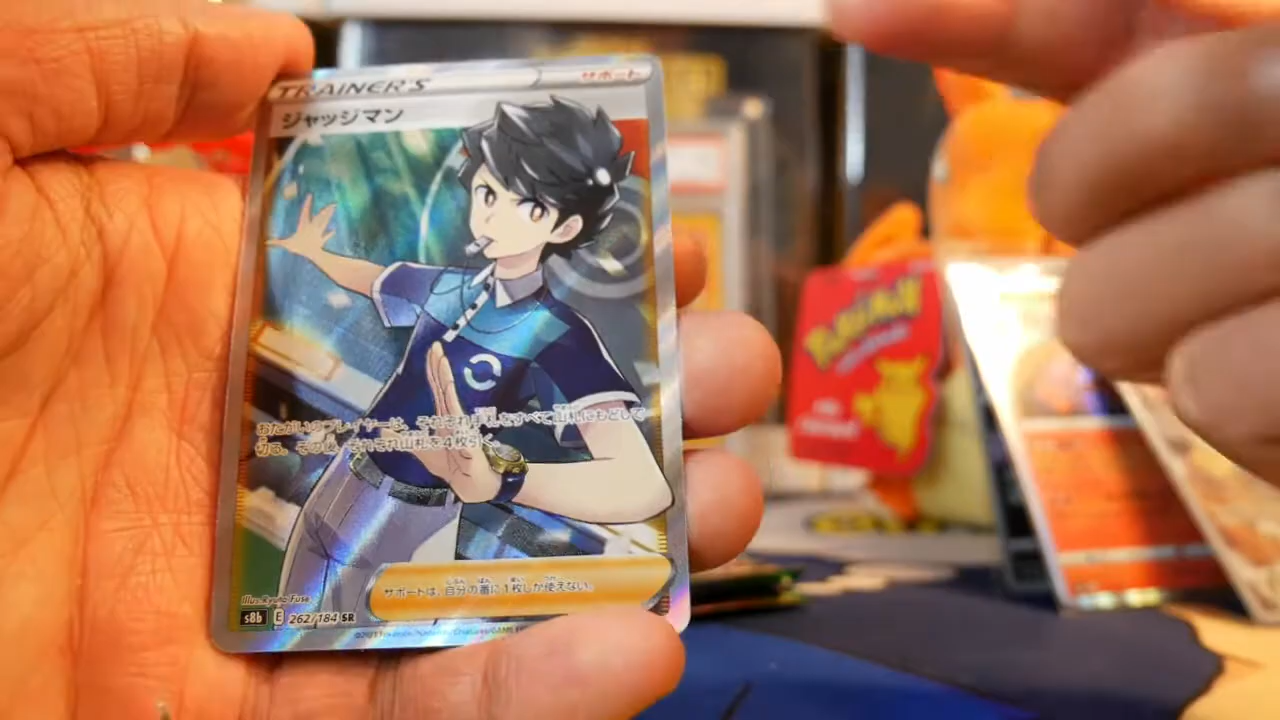 TRAINER'S
サポート
ジャッジマン
おたがいのプレイヤーは、それぞれ手札をすべて山札にもどして
切る。その後、それぞれ山札を4枚引く。
サポートは、自分の番に1枚しか使えない。
Illus. Ryuta Fuse
s8b E 262/184 SR
Pokémon